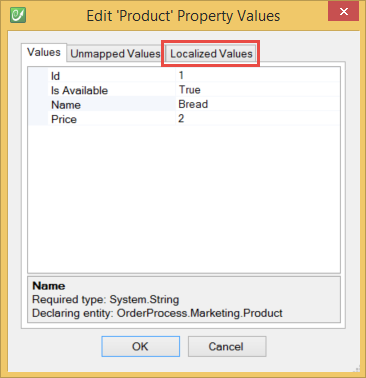 Edit 'Product' Property Values
Values Unmapped Values Localized Values
Id 1
Is Available True
Name Bread
Price 2
Name
Required type: System.String
Declaring entity: OrderProcess.Marketing.Product
OK Cancel